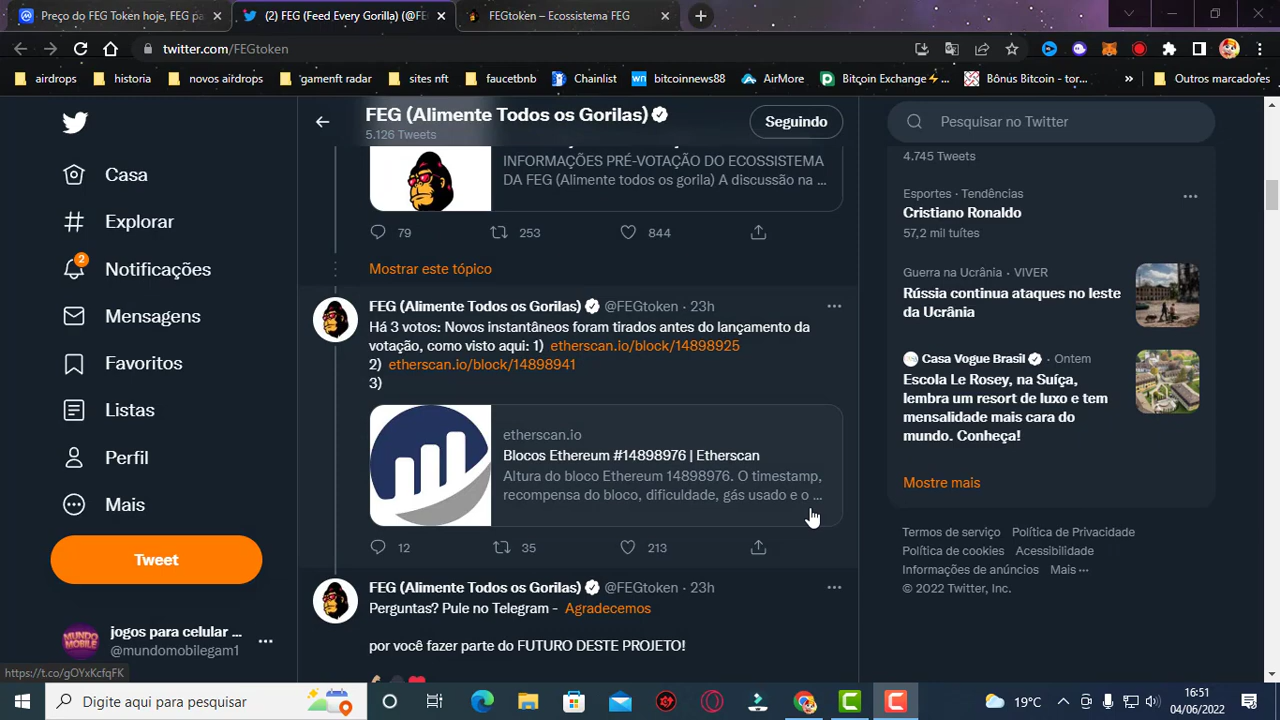 Preço do FEG Token hoje, FEG pa
(2) FEG (Feed Every Gorilla) (@FE
FEGtoken – Ecossistema FEG
twitter.com/FEGtoken
airdrops
historia
novos airdrops
'gamenft radar
sites nft
faucetbnb
Chainlist
wn
bitcoinnews88
AirMore
Bitçoin Exchange⚡...
Bônus Bitcoin - tor...
»
Outros marcadores
FEG (Alimente Todos os Gorilas)
5.126 Tweets
Seguindo
Pesquisar no Twitter
Casa
Explorar
2
Notificações
Mensagens
Favoritos
Listas
Perfil
Mais
Tweet
jogos para celular ...
@mundomobilegam1
MUNDO
MOBILE
https://t.co/gOYxKcfqFK
INFORMAÇÕES PRÉ-VOTAÇÃO DO ECOSSISTEMA
DA FEG (Alimente todos os gorila) A discussão na ...
79 253 844
Mostrar este tópico
FEG (Alimente Todos os Gorilas) @FEGtoken · 23h
Há 3 votos: Novos instantâneos foram tirados antes do lançamento da
votação, como visto aqui: 1) etherscan.io/block/14898925
2) etherscan.io/block/14898941
3)
etherscan.io
Blocos Ethereum #14898976 | Etherscan
Altura do bloco Ethereum 14898976. O timestamp,
recompensa do bloco, dificuldade, gás usado e o ...
12 35 213
FEG (Alimente Todos os Gorilas) @FEGtoken · 23h
Perguntas? Pule no Telegram - Agradecemos
por você fazer parte do FUTURO DESTE PROJETO!
4.745 Tweets
Esportes · Tendências
Cristiano Ronaldo
57,2 mil tuítes
Guerra na Ucrânia · VIVER
Rússia continua ataques no leste
da Ucrânia
Casa Vogue Brasil · Ontem
Escola Le Rosey, na Suíça,
lembra um resort de luxo e tem
mensalidade mais cara do
mundo. Conheça!
Mostre mais
Termos de serviço Política de Privacidade
Política de cookies Acessibilidade
Informações de anúncios Mais ···
© 2022 Twitter, Inc.
Digite aqui para pesquisar
19°C
16:51
04/06/2022